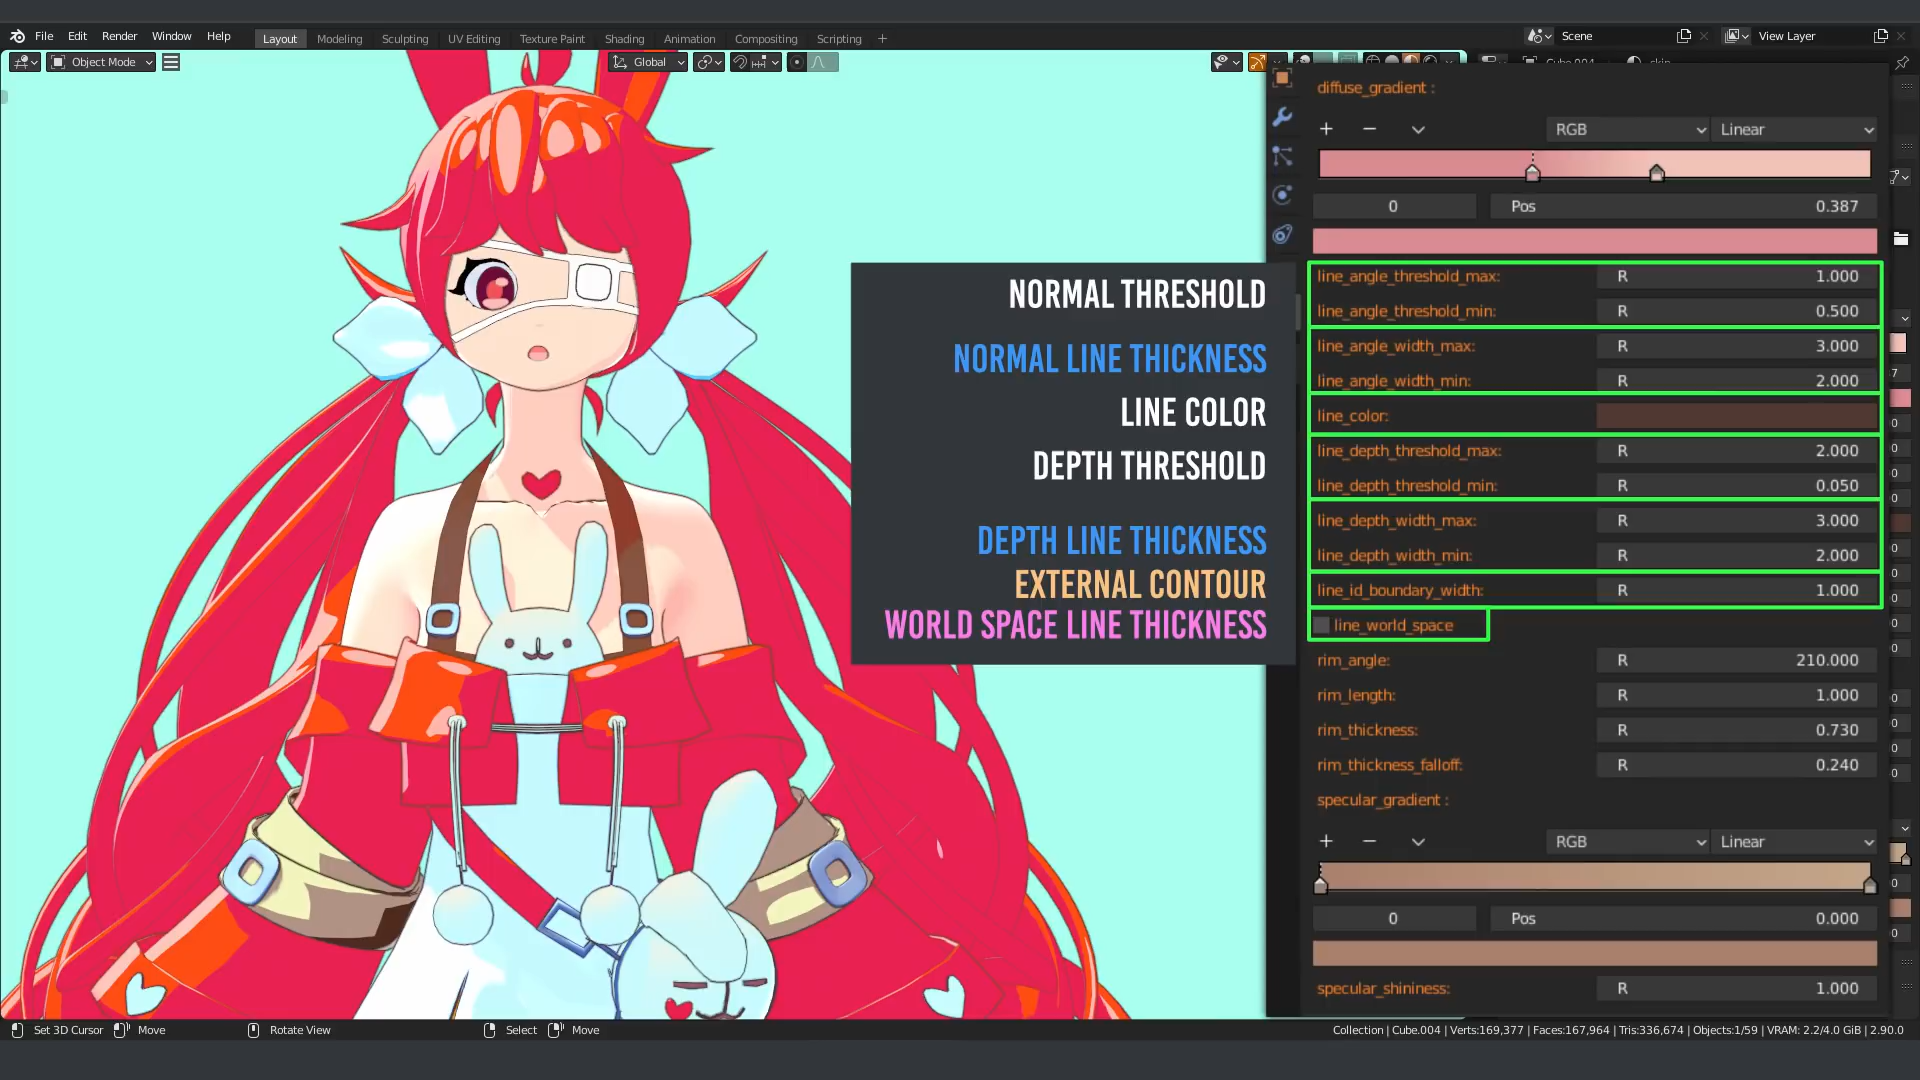 File Edit Render Window Help Layout Modeling Sculpting UV Editing Texture Paint Shading Animation Compositing Scripting + Scene View Layer
Object Mode Global Cube.004 skin
diffuse_gradient :
+ − RGB Linear
0 Pos 0.387
NORMAL THRESHOLD
NORMAL LINE THICKNESS
LINE COLOR
DEPTH THRESHOLD
DEPTH LINE THICKNESS
EXTERNAL CONTOUR
WORLD SPACE LINE THICKNESS
line_angle_threshold_max: R 1.000
line_angle_threshold_min: R 0.500
line_angle_width_max: R 3.000
line_angle_width_min: R 2.000
line_color:
line_depth_threshold_max: R 2.000
line_depth_threshold_min: R 0.050
line_depth_width_max: R 3.000
line_depth_width_min: R 2.000
line_id_boundary_width: R 1.000
line_world_space
rim_angle: R 210.000
rim_length: R 1.000
rim_thickness: R 0.730
rim_thickness_falloff: R 0.240
specular_gradient :
+ − RGB Linear
0 Pos 0.000
specular_shininess: R 1.000
Set 3D Cursor Move Rotate View Select Move Collection | Cube.004 | Verts:169,377 | Faces:167,964 | Tris:336,674 | Objects:1/59 | VRAM: 2.2/4.0 GiB | 2.90.0